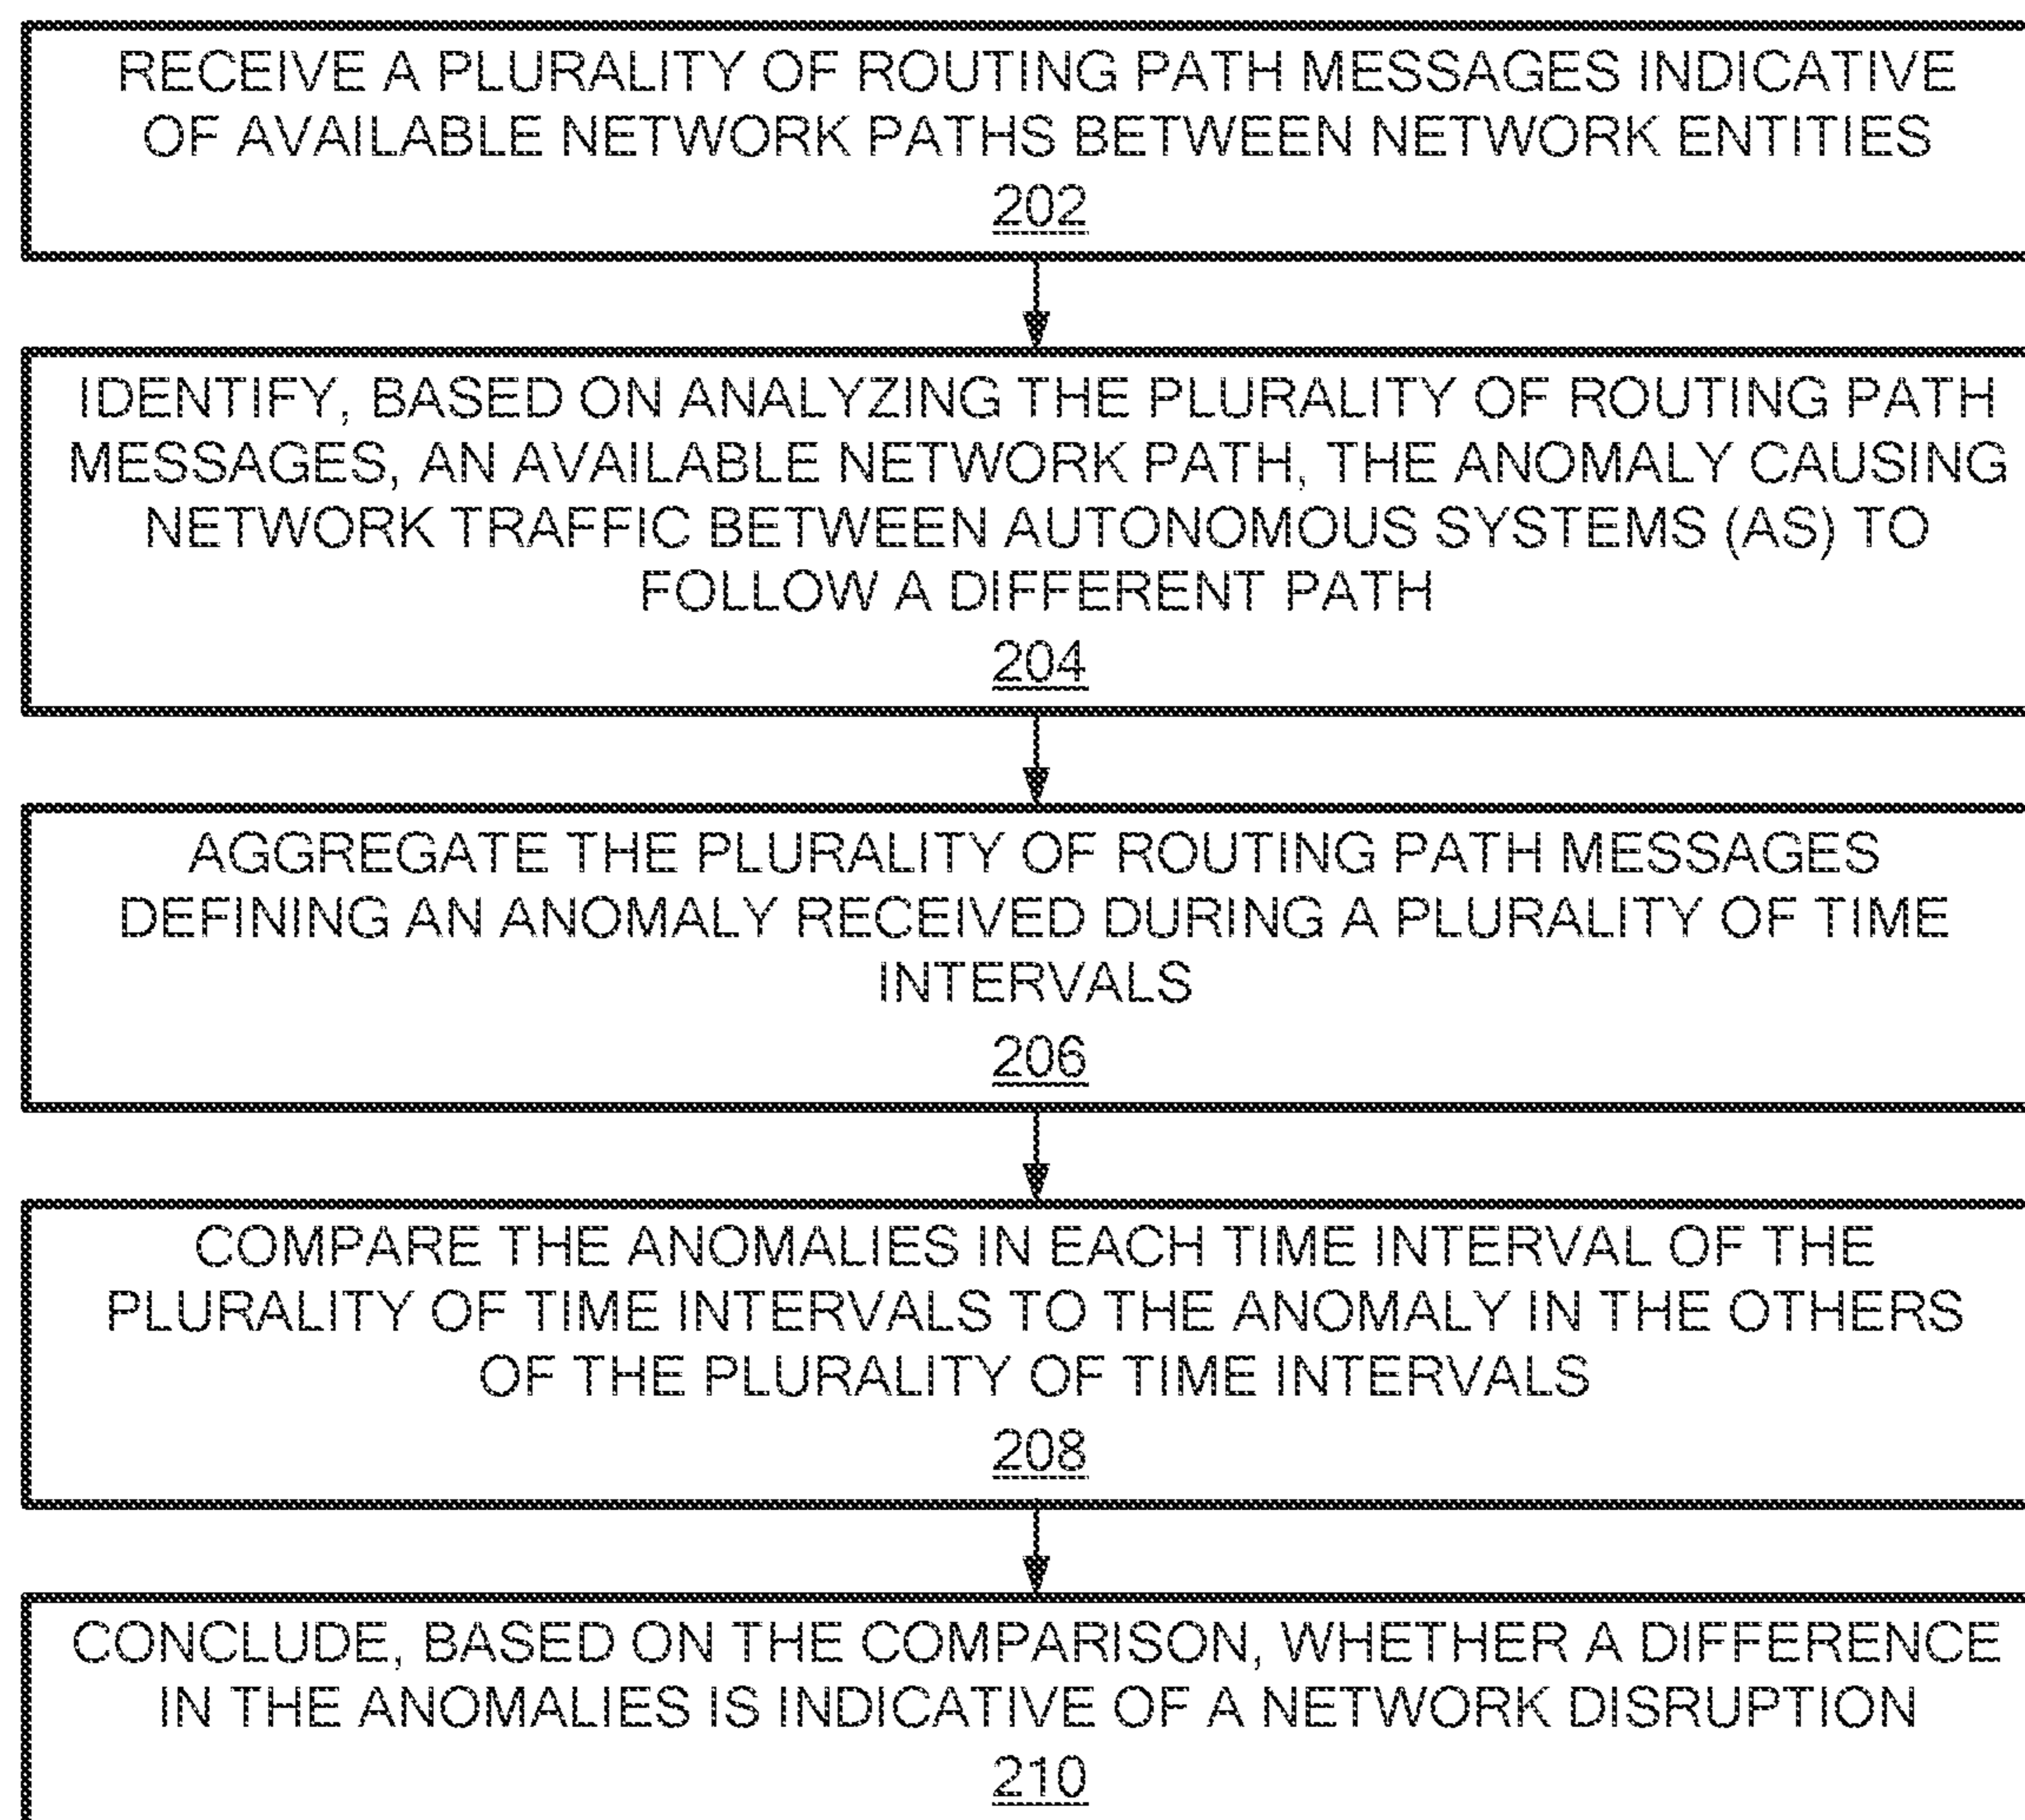 RECEIVE A PLURALITY OF ROUTING PATH MESSAGES INDICATIVE
OF AVAILABLE NETWORK PATHS BETWEEN NETWORK ENTITIES
202
IDENTIFY, BASED ON ANALYZING THE PLURALITY OF ROUTING PATH
MESSAGES, AN AVAILABLE NETWORK PATH, THE ANOMALY CAUSING
NETWORK TRAFFIC BETWEEN AUTONOMOUS SYSTEMS (AS) TO
FOLLOW A DIFFERENT PATH
204
AGGREGATE THE PLURALITY OF ROUTING PATH MESSAGES
DEFINING AN ANOMALY RECEIVED DURING A PLURALITY OF TIME
INTERVALS
206
COMPARE THE ANOMALIES IN EACH TIME INTERVAL OF THE
PLURALITY OF TIME INTERVALS TO THE ANOMALY IN THE OTHERS
OF THE PLURALITY OF TIME INTERVALS
208
CONCLUDE, BASED ON THE COMPARISON, WHETHER A DIFFERENCE
IN THE ANOMALIES IS INDICATIVE OF A NETWORK DISRUPTION
210